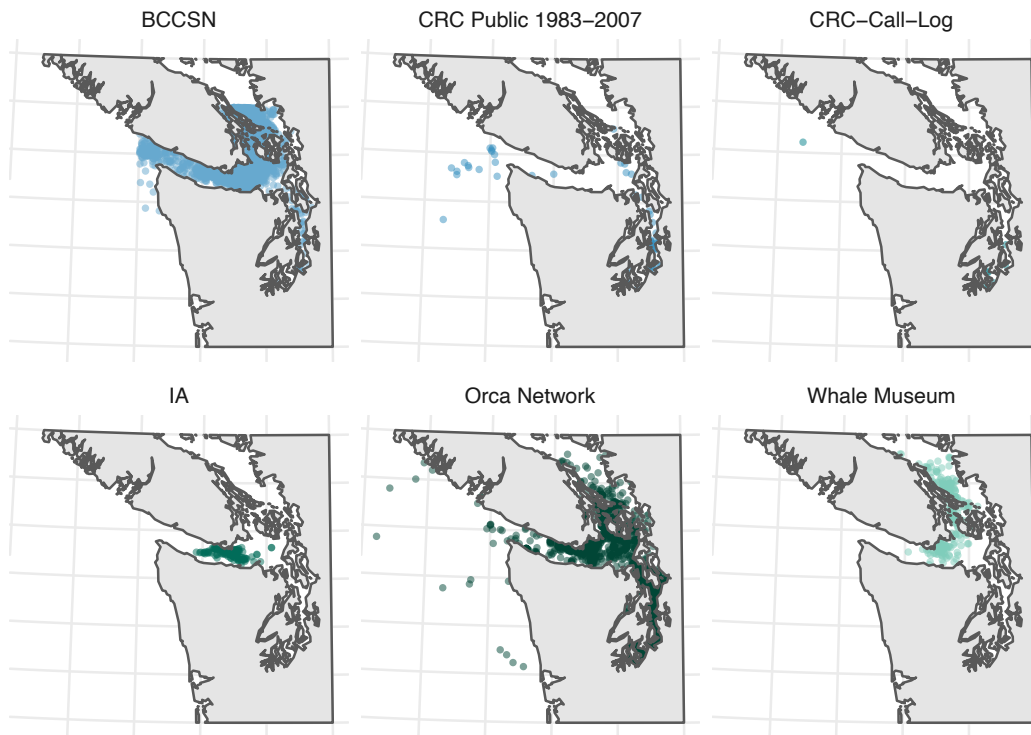 BCCSN
CRC Public 1983−2007
CRC−Call−Log
IA
Orca Network
Whale Museum